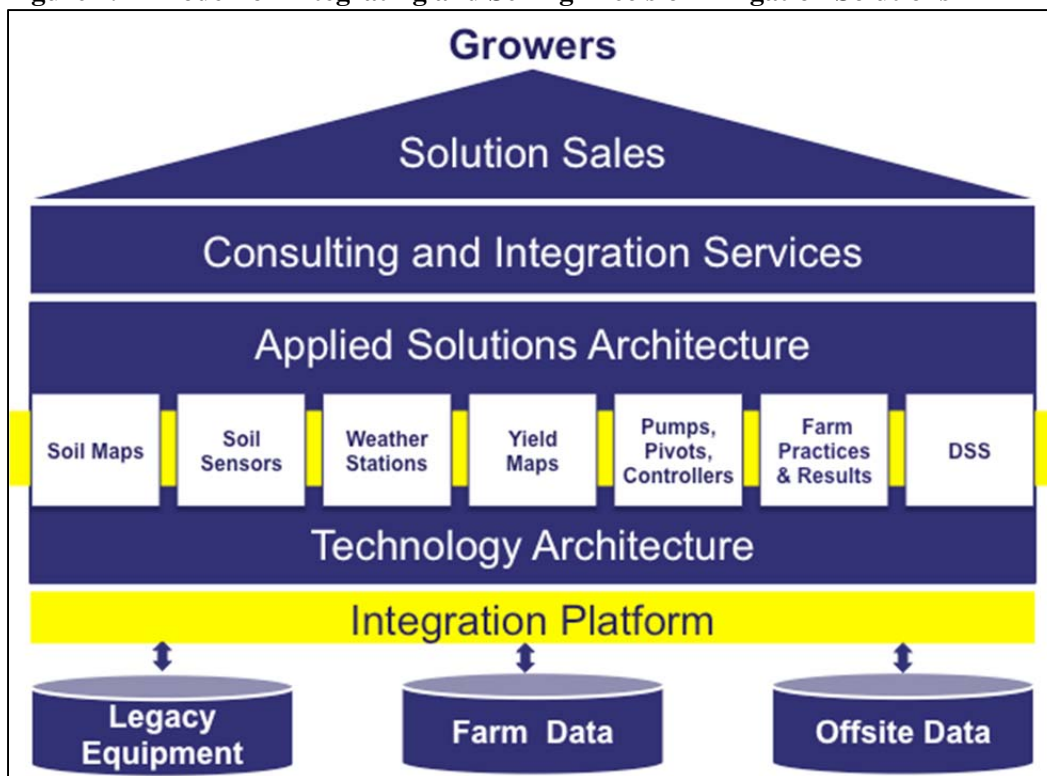 Growers
Solution Sales
Consulting and Integration Services
Applied Solutions Architecture
Soil Maps
Soil
Sensors
Weather
Stations
Yield
Maps
Pumps,
Pivots,
Controllers
Farm
Practices
& Results
DSS
Technology Architecture
Integration Platform
Legacy
Equipment
Farm Data
Offsite Data